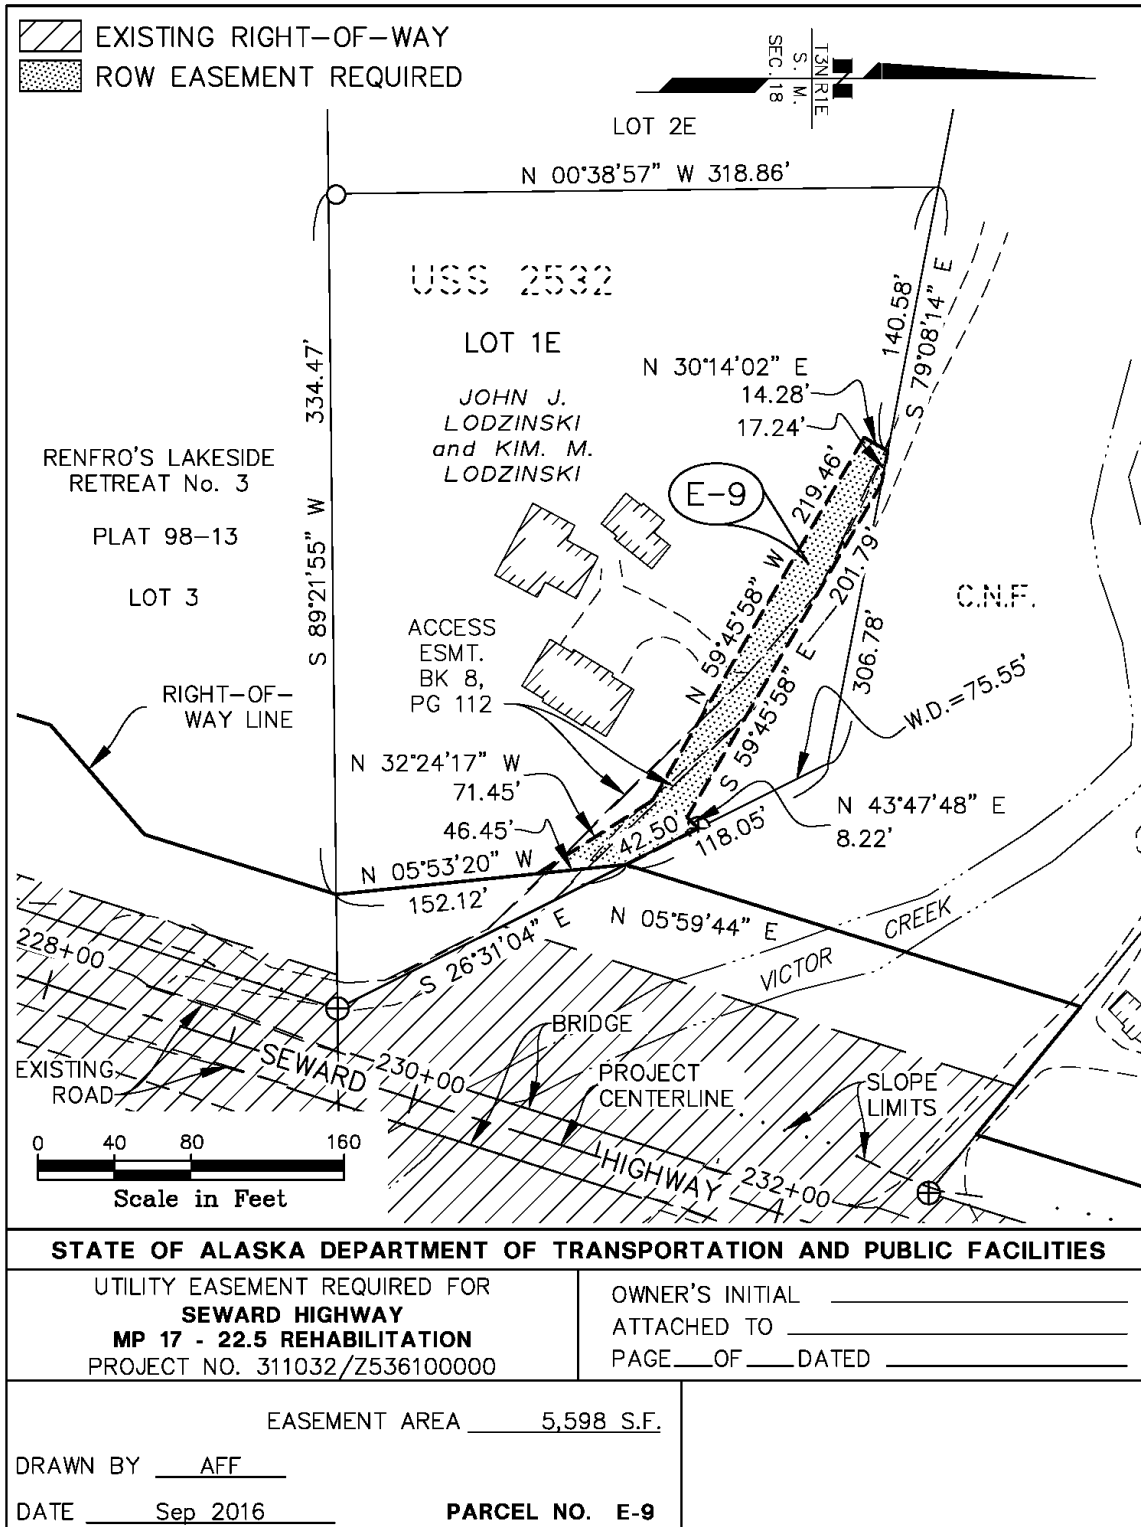 EXISTING RIGHT-OF-WAY
ROW EASEMENT REQUIRED
T3N R1E
S. M.
SEC. 18
LOT 2E
N 00°38'57" W 318.86'
USS 2532
LOT 1E
JOHN J.
LODZINSKI
and KIM. M.
LODZINSKI
334.47'
S 89°21'55" W
140.58'
S 79°08'14" E
N 30°14'02" E
14.28'
17.24'
219.46'
N 59°45'58" W
E-9
201.79'
S 59°45'58" E
306.78'
C.N.F.
RENFRO'S LAKESIDE
RETREAT No. 3
PLAT 98-13
LOT 3
ACCESS
ESMT.
BK 8,
PG 112
RIGHT-OF-
WAY LINE
W.D.=75.55'
N 32°24'17" W
71.45'
46.45'
42.50
118.05'
N 43°47'48" E
8.22'
N 05°53'20" W
152.12'
S 26°31'04" E
N 05°59'44" E
VICTOR CREEK
228+00
BRIDGE
EXISTING
ROAD
SEWARD
230+00
PROJECT
CENTERLINE
SLOPE
LIMITS
HIGHWAY
232+00
0 40 80 160
Scale in Feet
STATE OF ALASKA DEPARTMENT OF TRANSPORTATION AND PUBLIC FACILITIES
UTILITY EASEMENT REQUIRED FOR
SEWARD HIGHWAY
MP 17 - 22.5 REHABILITATION
PROJECT NO. 311032/Z536100000
OWNER'S INITIAL
ATTACHED TO
PAGE OF DATED
EASEMENT AREA 5,598 S.F.
DRAWN BY AFF
DATE Sep 2016
PARCEL NO. E-9